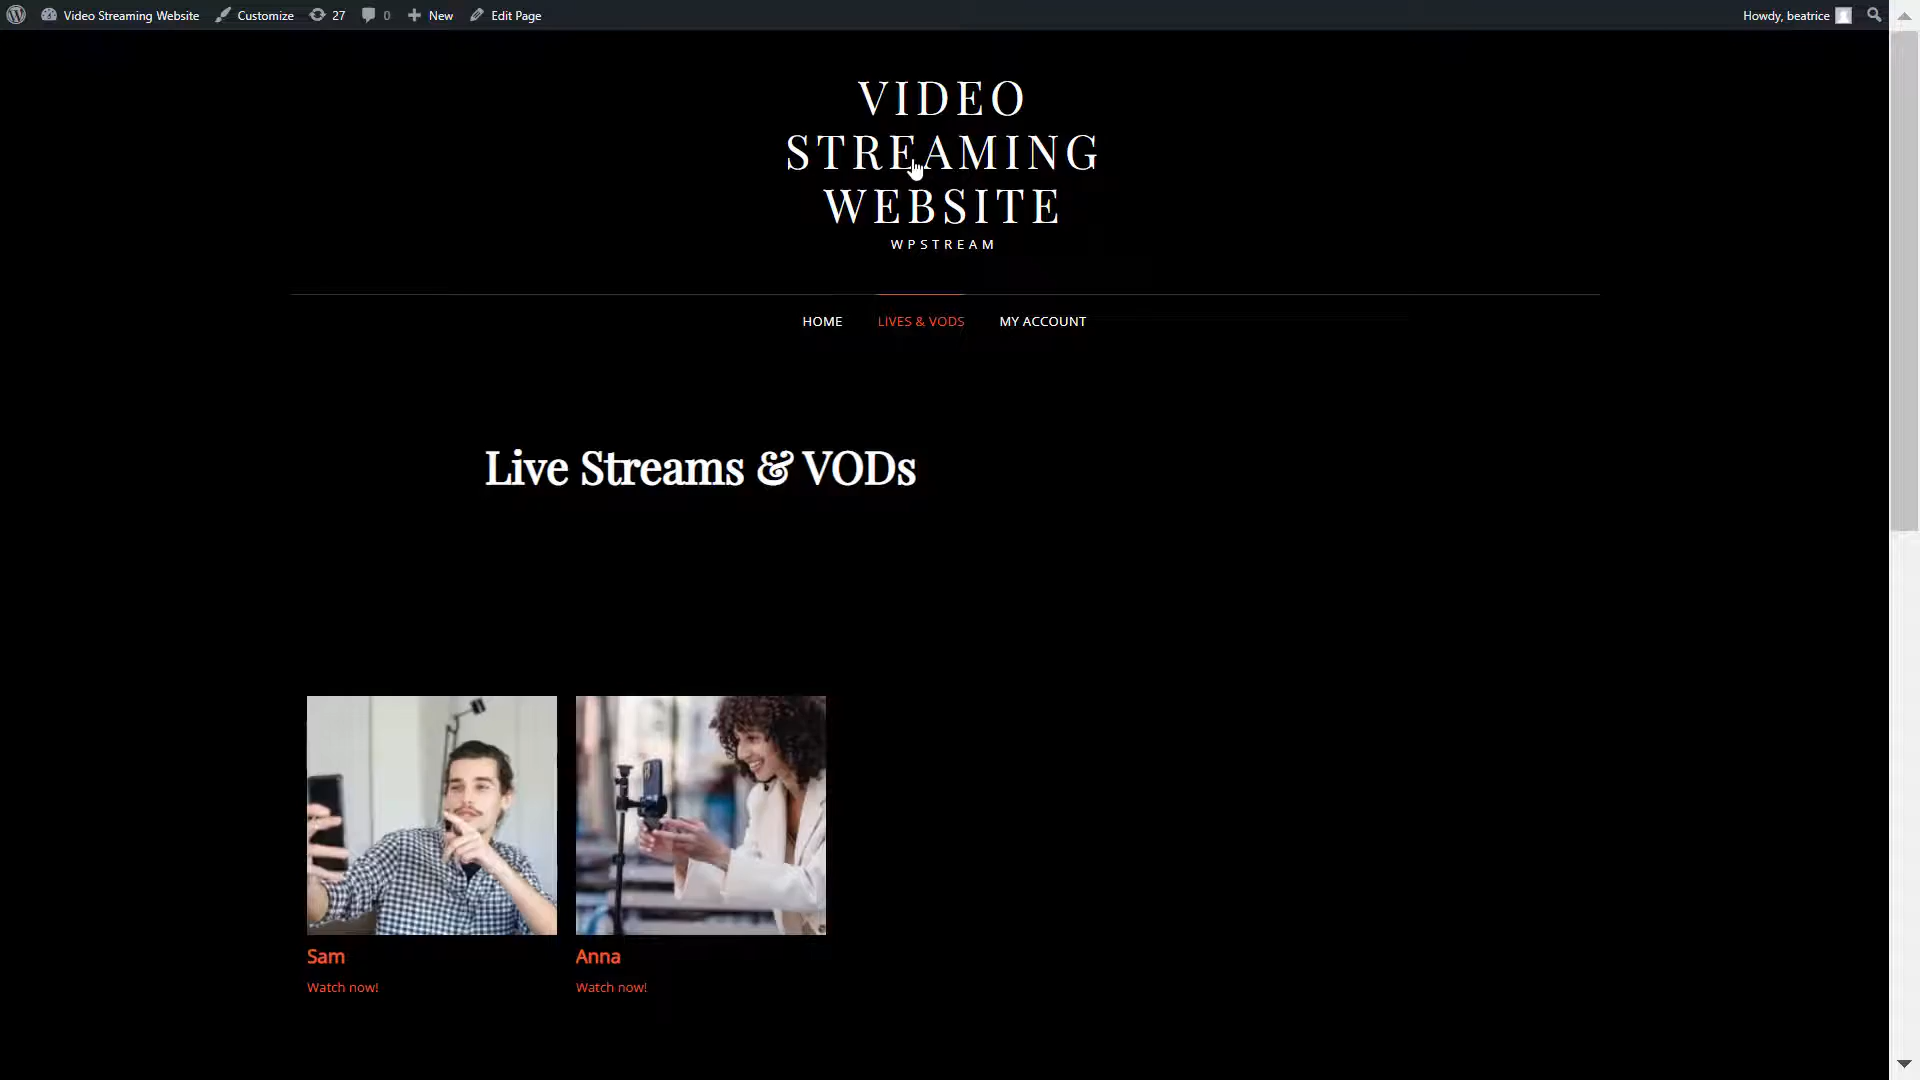 Video Streaming Website Customize 27 0 New Edit Page Howdy, beatrice
VIDEO
STREAMING
WEBSITE
WPSTREAM
HOME LIVES & VODS MY ACCOUNT
Live Streams & VODs
Sam Anna
Watch now! Watch now!